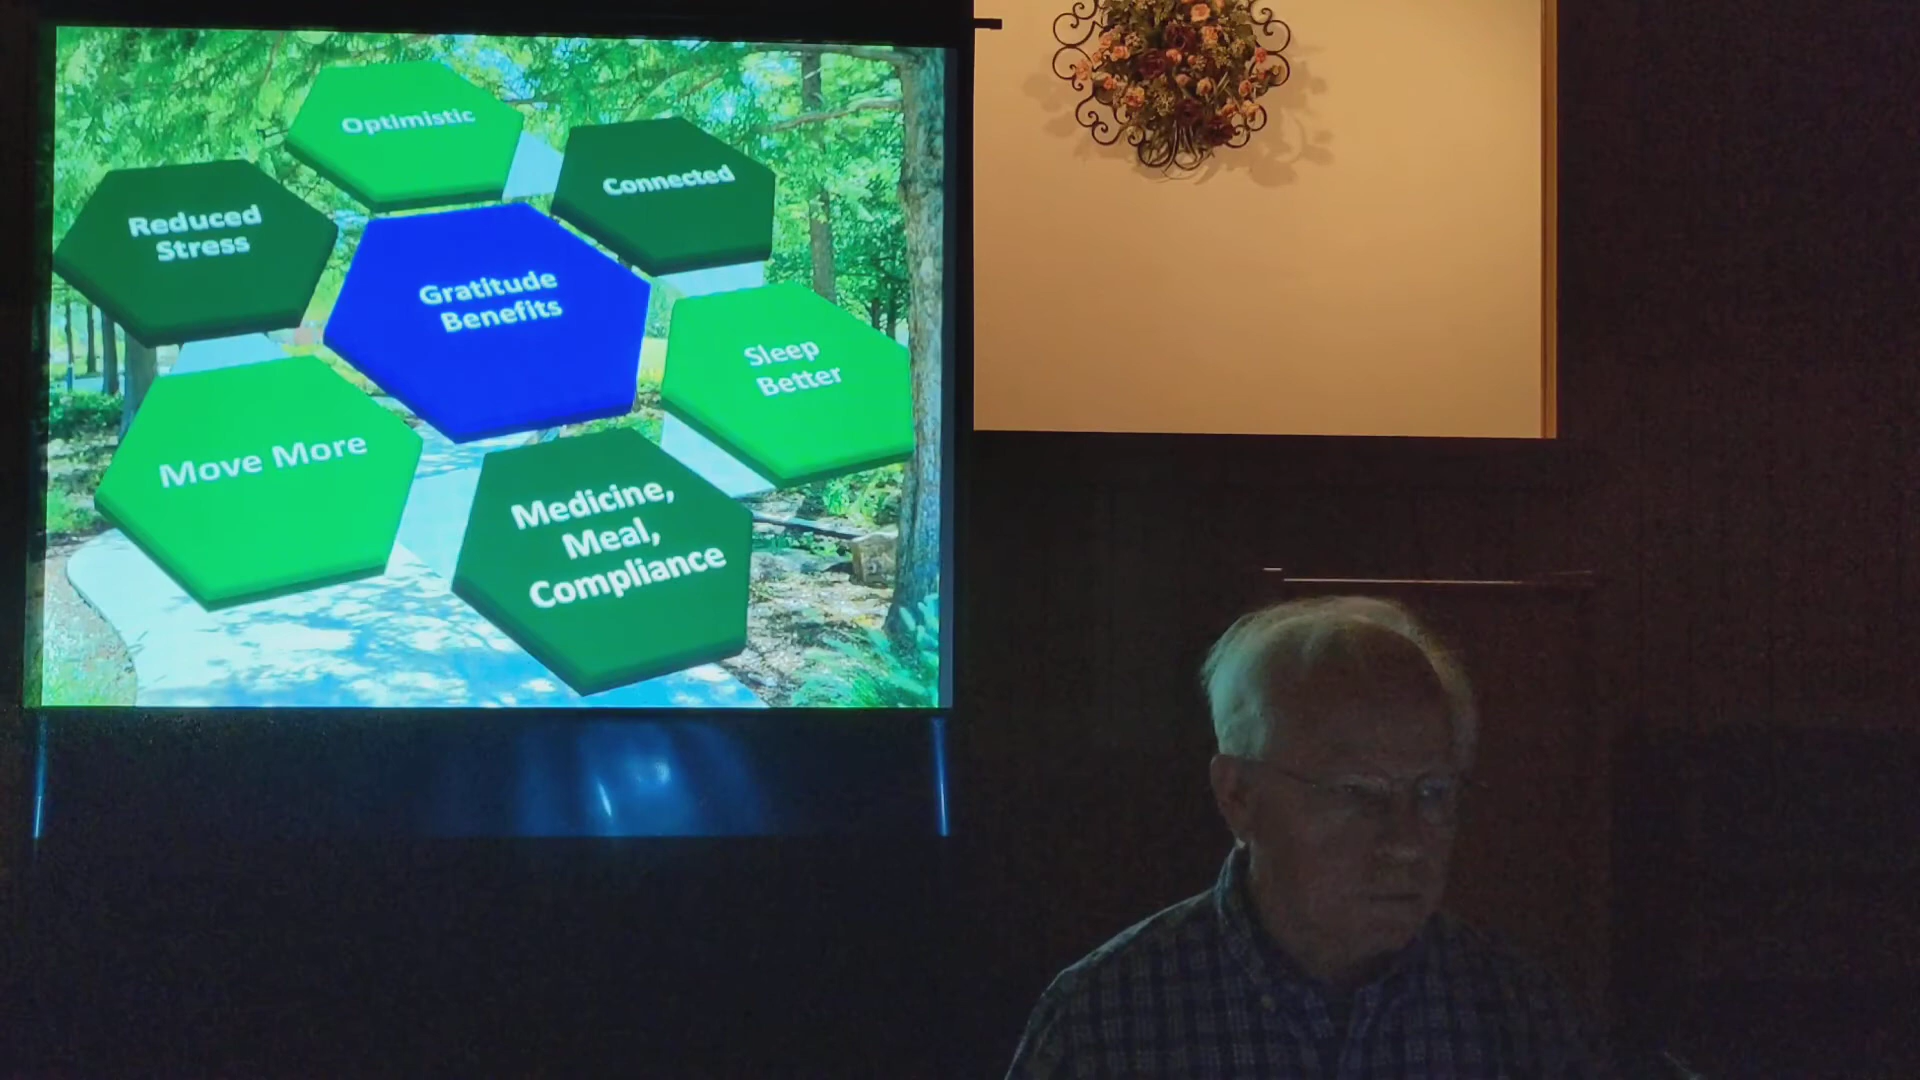 Optimistic
Connected
Reduced
Stress
Gratitude
Benefits
Sleep
Better
Move More
Medicine,
Meal,
Compliance